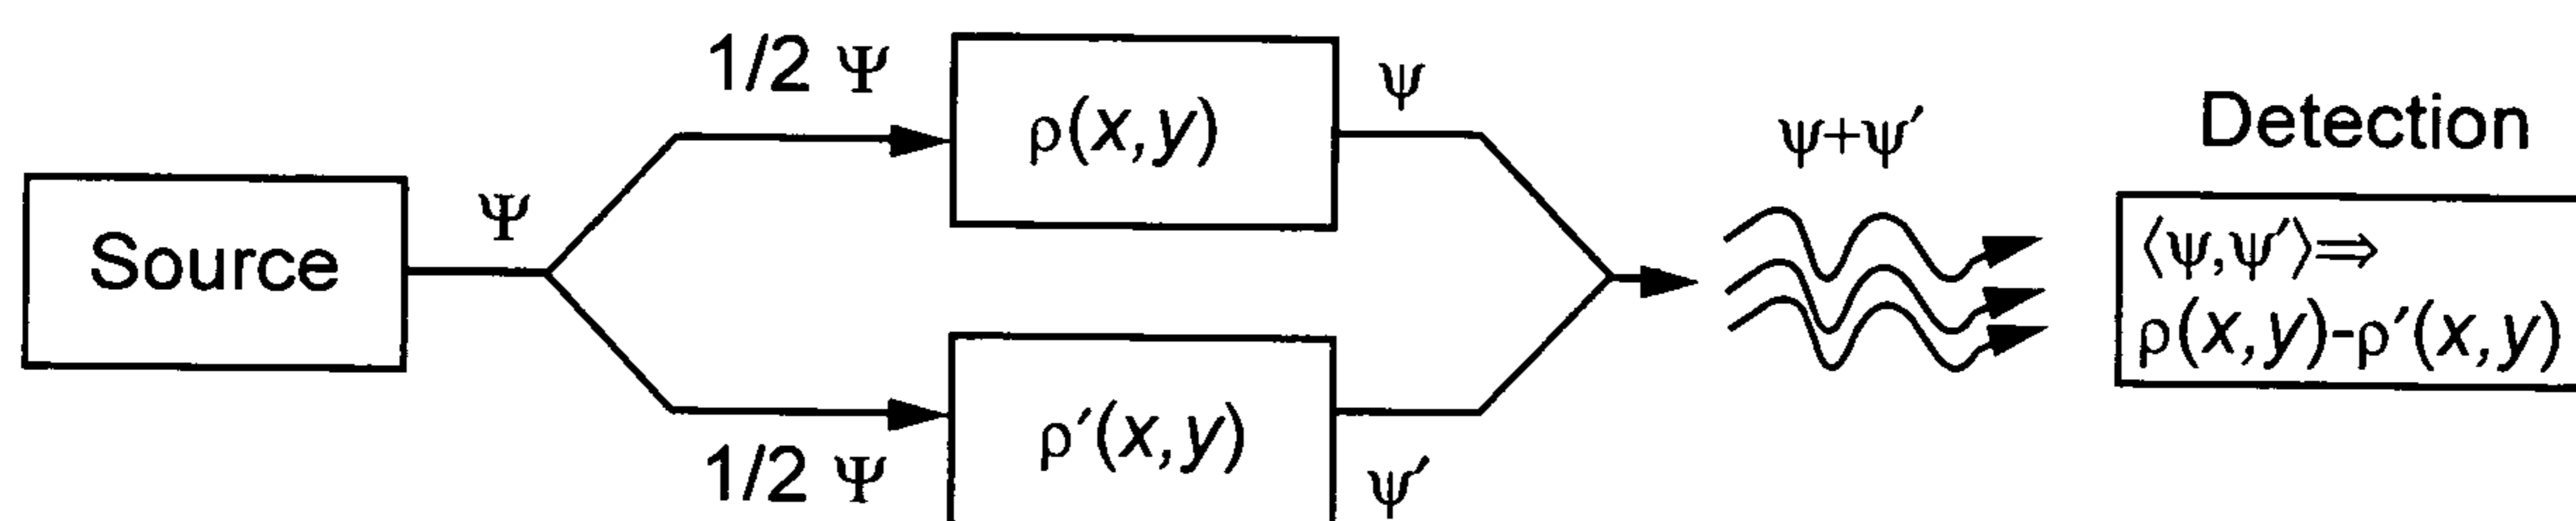 1/2 Ψ
ρ(x,y)
ψ
ψ+ψ′
Detection
Source
Ψ
⟨ψ,ψ′⟩⇒
ρ(x,y)-ρ′(x,y)
1/2 Ψ
ρ′(x,y)
ψ′